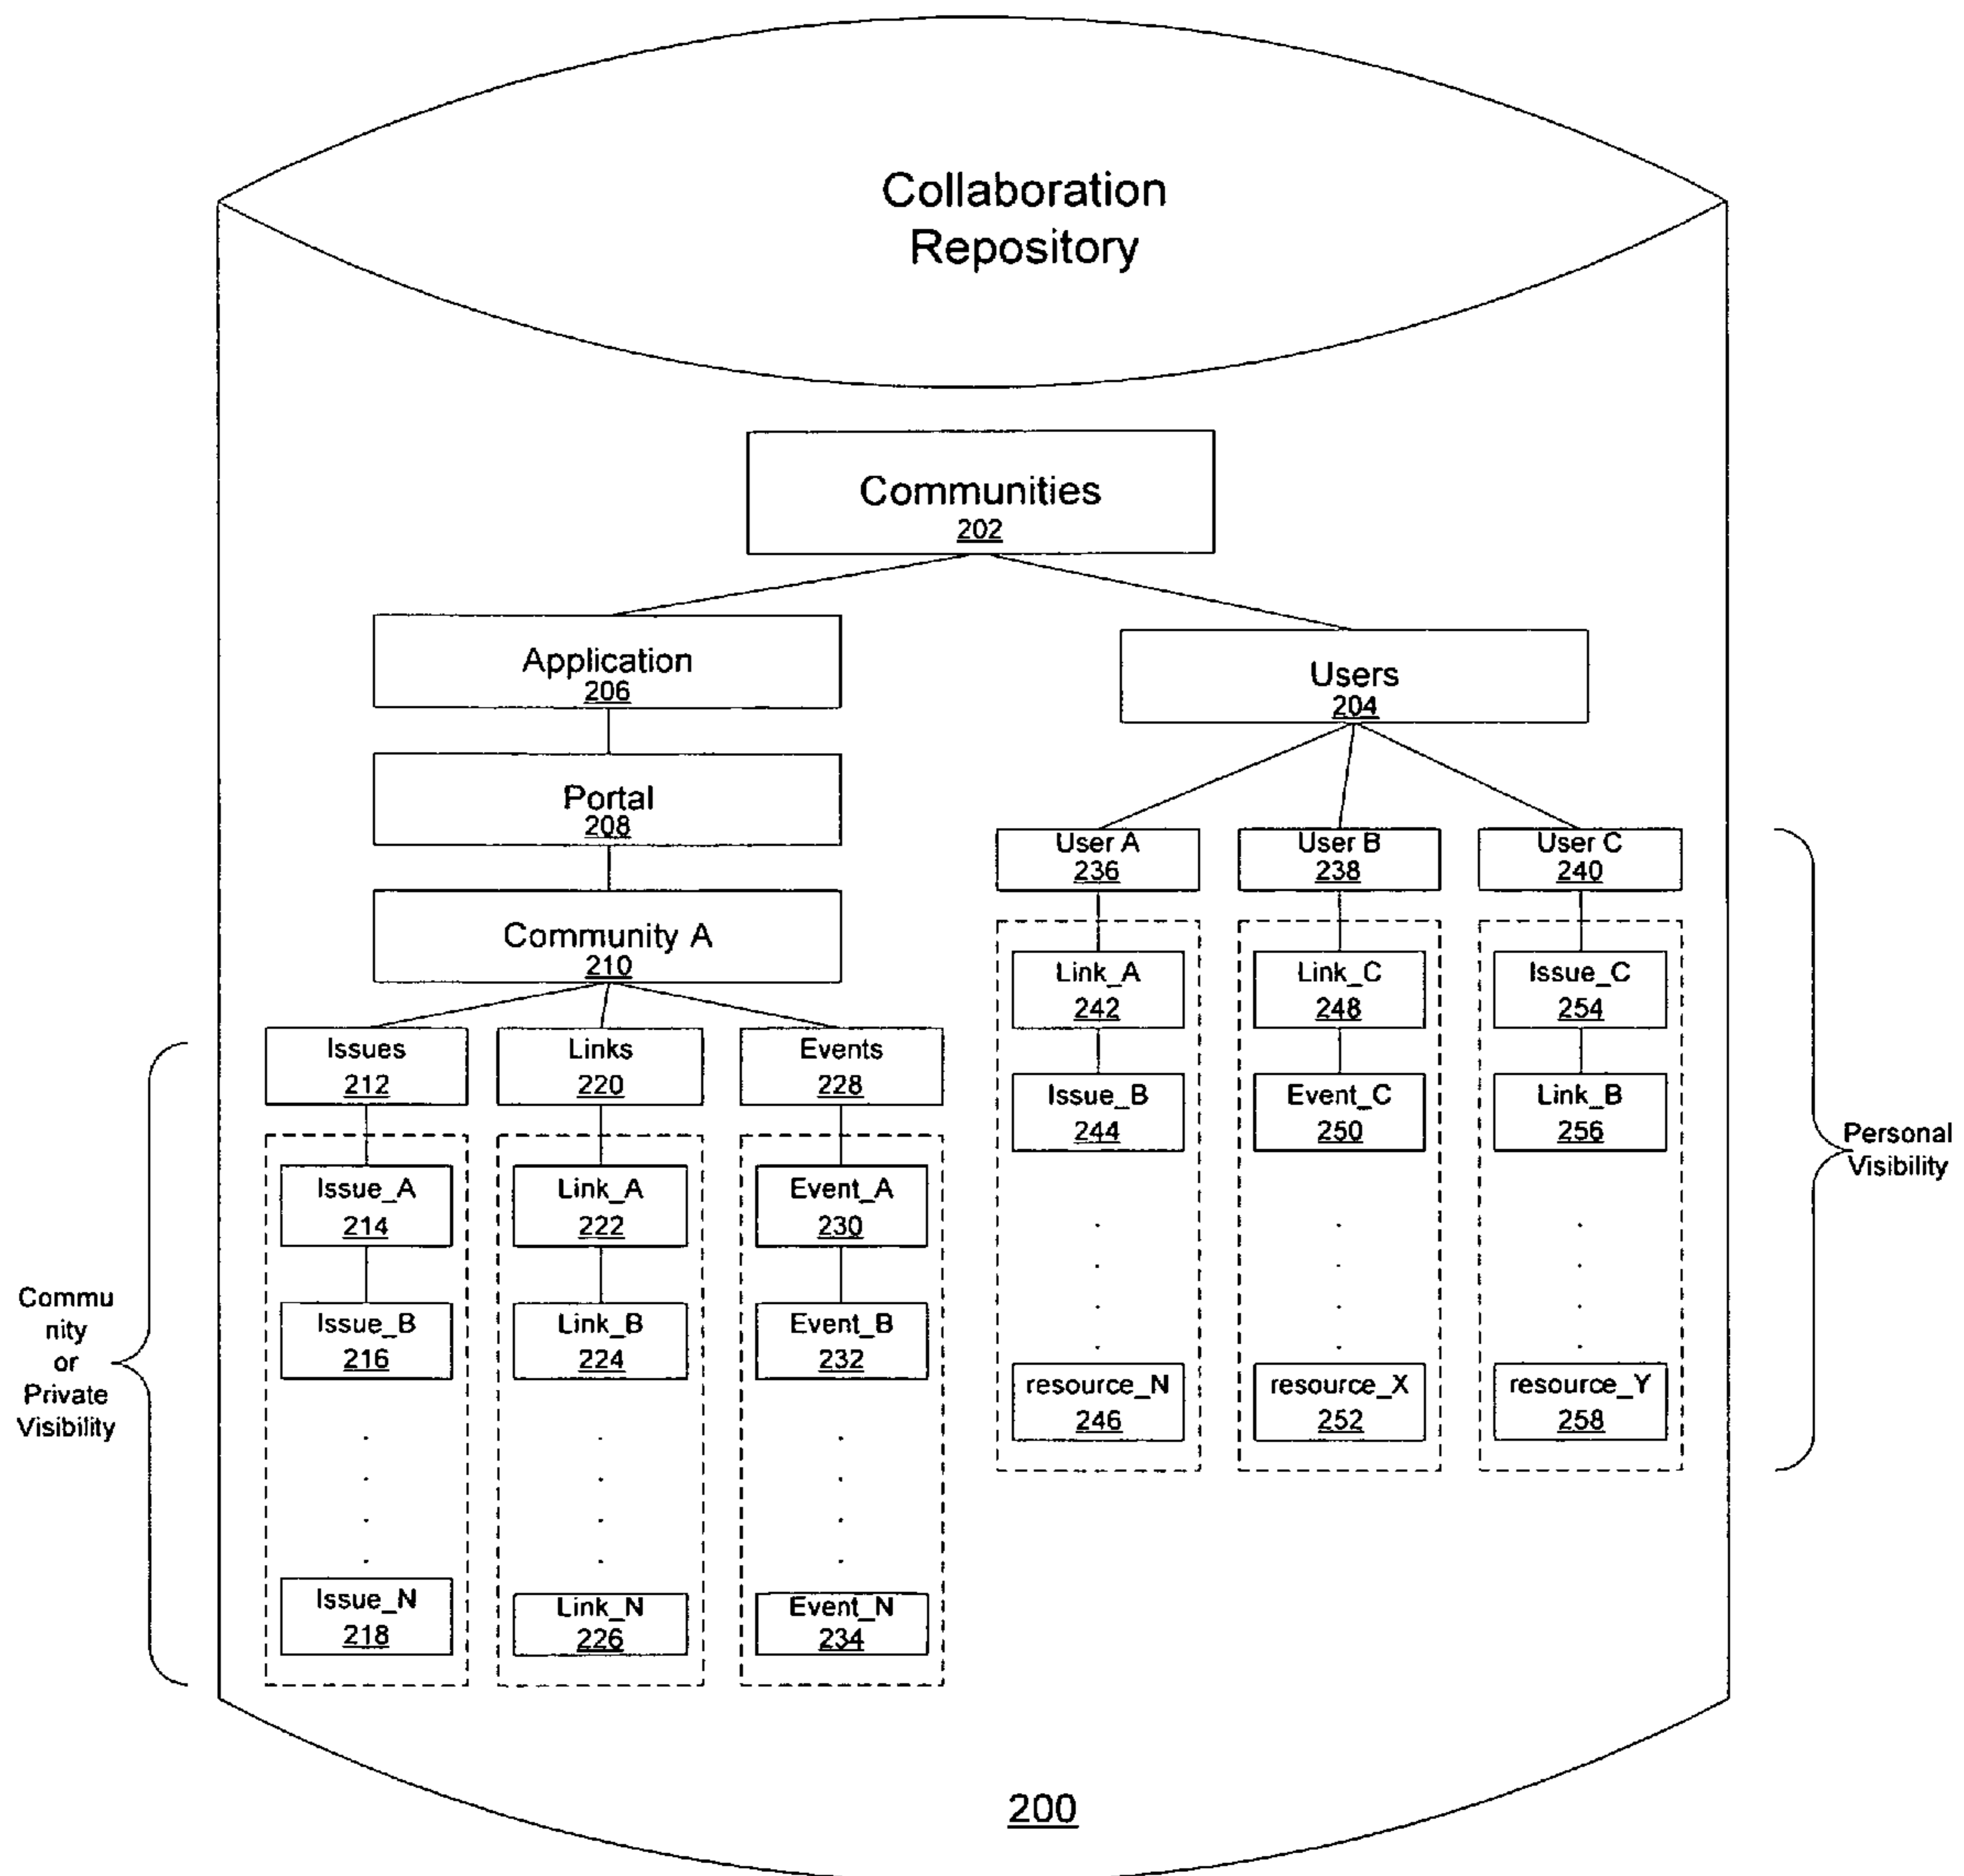 Collaboration
Repository
Communities
202
Application
206
Users
204
Portal
208
Community A
210
User A
236
User B
238
User C
240
Link_A
242
Link_C
248
Issue_C
254
Issue_B
244
Event_C
250
Link_B
256
resource_N
246
resource_X
252
resource_Y
258
Personal
Visibility
Issues
212
Links
220
Events
228
Issue_A
214
Link_A
222
Event_A
230
Issue_B
216
Link_B
224
Event_B
232
Issue_N
218
Link_N
226
Event_N
234
Commu
nity
or
Private
Visibility
200